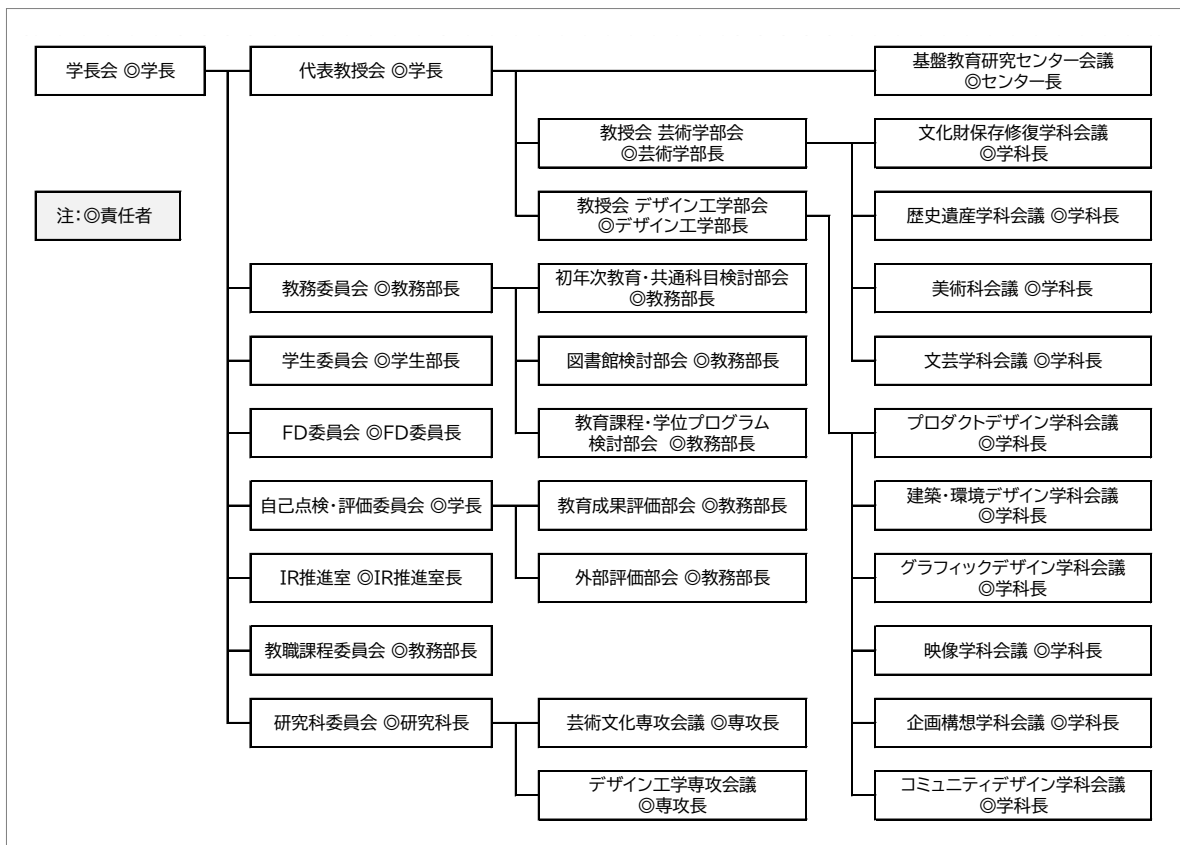 学長会 ◎学長
代表教授会 ◎学長
基盤教育研究センター会議
◎センター長
教授会 芸術学部会
◎芸術学部長
文化財保存修復学科会議
◎学科長
注：◎責任者
教授会 デザイン工学部会
◎デザイン工学部長
歴史遺産学科会議 ◎学科長
教務委員会 ◎教務部長
初年次教育・共通科目検討部会
◎教務部長
美術科会議 ◎学科長
学生委員会 ◎学生部長
図書館検討部会 ◎教務部長
文芸学科会議 ◎学科長
FD委員会 ◎FD委員長
教育課程・学位プログラム
検討部会 ◎教務部長
プロダクトデザイン学科会議
◎学科長
自己点検・評価委員会 ◎学長
教育成果評価部会 ◎教務部長
建築・環境デザイン学科会議
◎学科長
IR推進室 ◎IR推進室長
外部評価部会 ◎教務部長
グラフィックデザイン学科会議
◎学科長
教職課程委員会 ◎教務部長
映像学科会議 ◎学科長
研究科委員会 ◎研究科長
芸術文化専攻会議 ◎専攻長
企画構想学科会議 ◎学科長
デザイン工学専攻会議
◎専攻長
コミュニティデザイン学科会議
◎学科長